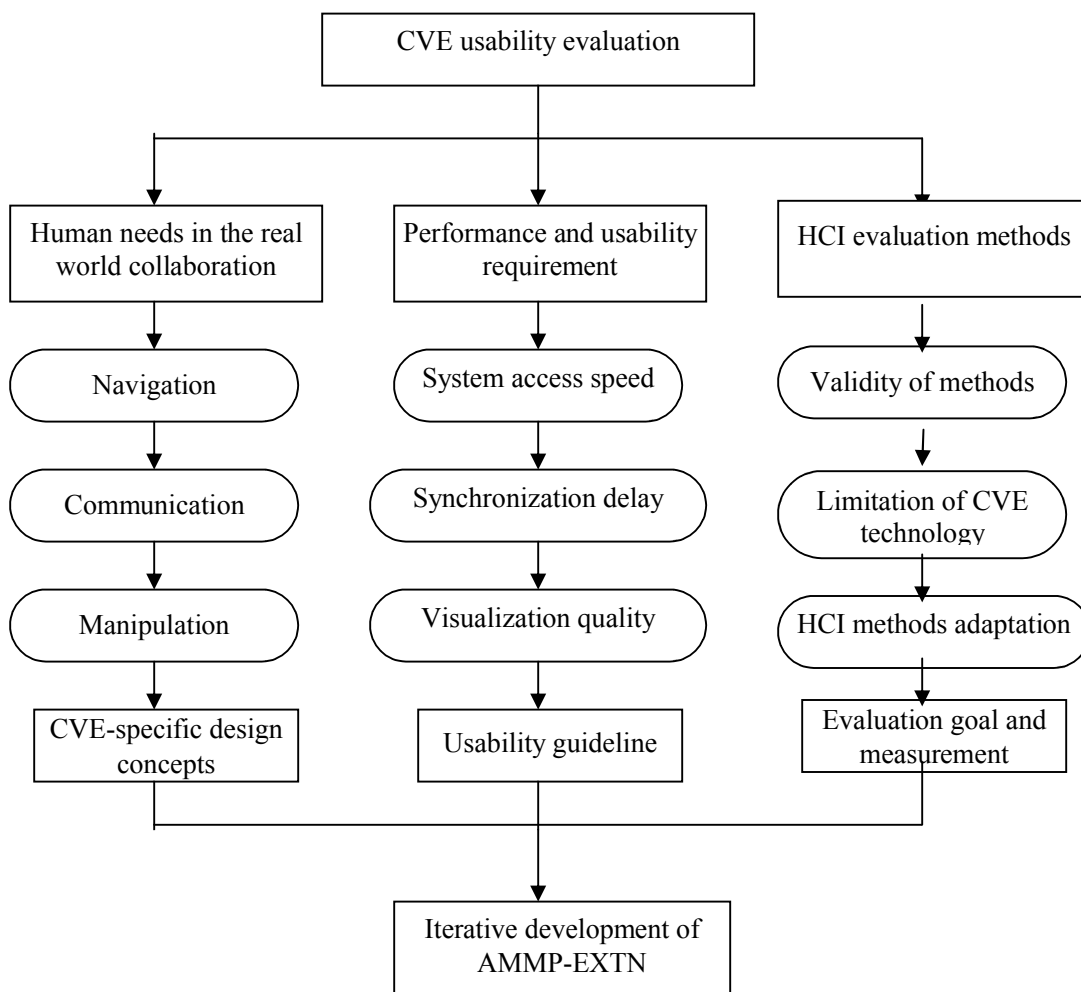 CVE usability evaluation
Human needs in the real
world collaboration
Performance and usability
requirement
HCI evaluation methods
Navigation
System access speed
Validity of methods
Communication
Synchronization delay
Limitation of CVE
technology
Manipulation
Visualization quality
HCI methods adaptation
CVE-specific design
concepts
Usability guideline
Evaluation goal and
measurement
Iterative development of
AMMP-EXTN